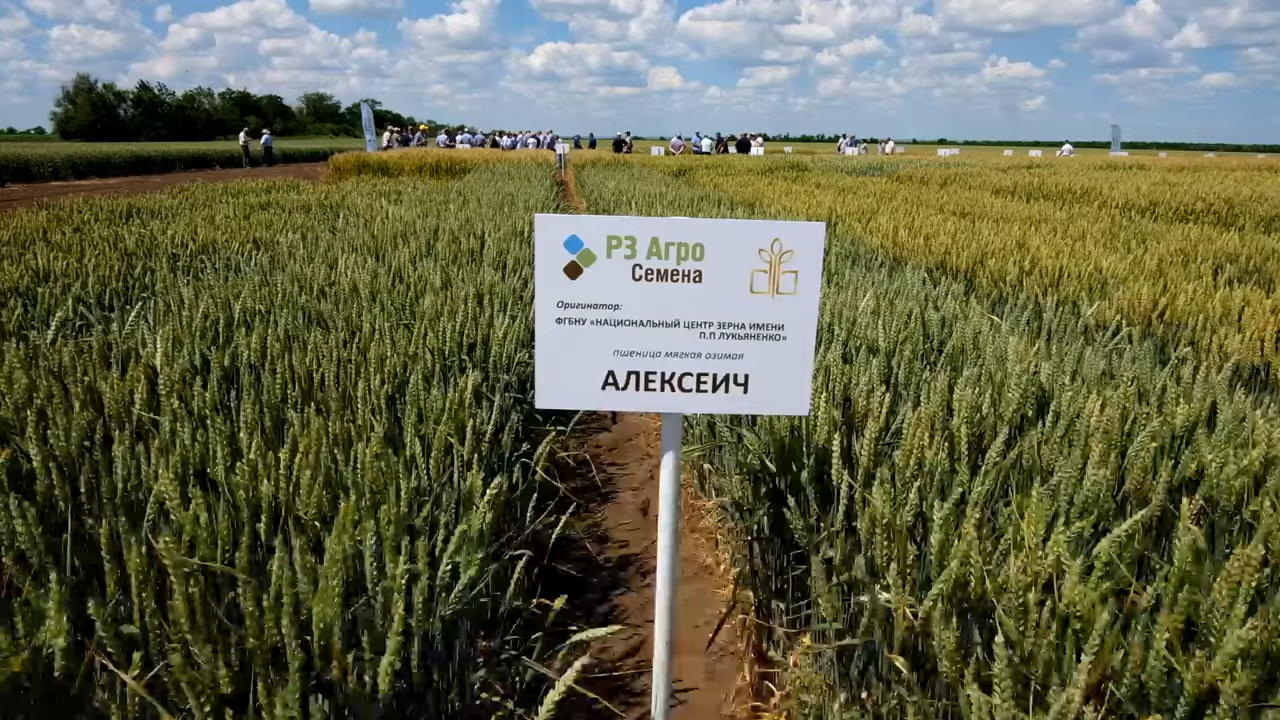 РЗ Агро
Семена
Оригинатор:
ФГБНУ «НАЦИОНАЛЬНЫЙ ЦЕНТР ЗЕРНА ИМЕНИ
П.П ЛУКЬЯНЕНКО»
пшеница мягкая озимая
АЛЕКСЕИЧ